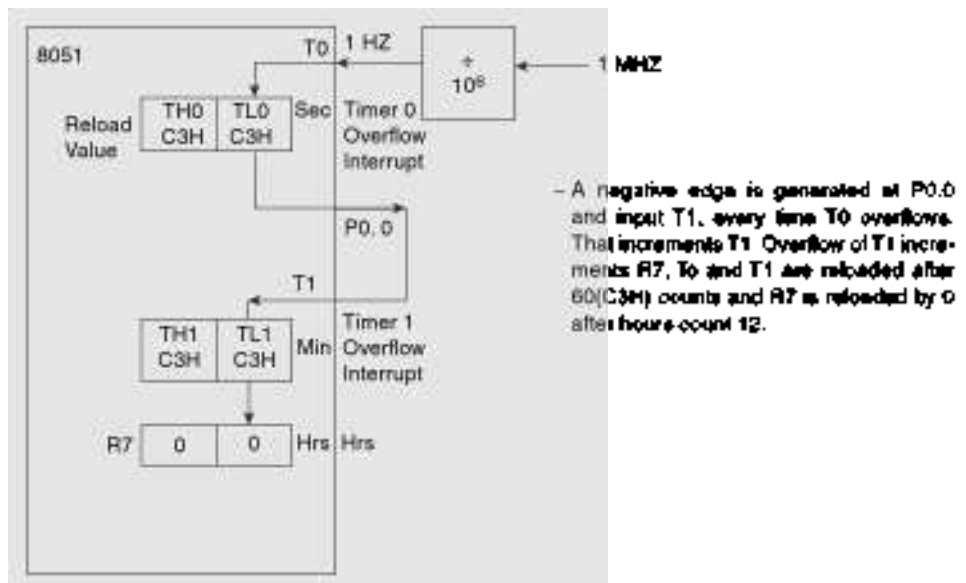 8051
T0
1 HZ
÷
10⁶
1 MHZ
Reload
Value
TH0
C3H
TL0
C3H
Sec
Timer 0
Overflow
Interrupt
P0. 0
– A negative edge is generated at P0.0
and input T1, every time T0 overflows.
That increments T1. Overflow of T1 incre-
ments R7, To and T1 are reloaded after
60(C3H) counts and R7 is reloaded by 0
after hours count 12.
T1
TH1
C3H
TL1
C3H
Min
Timer 1
Overflow
Interrupt
R7
0
0
Hrs
Hrs